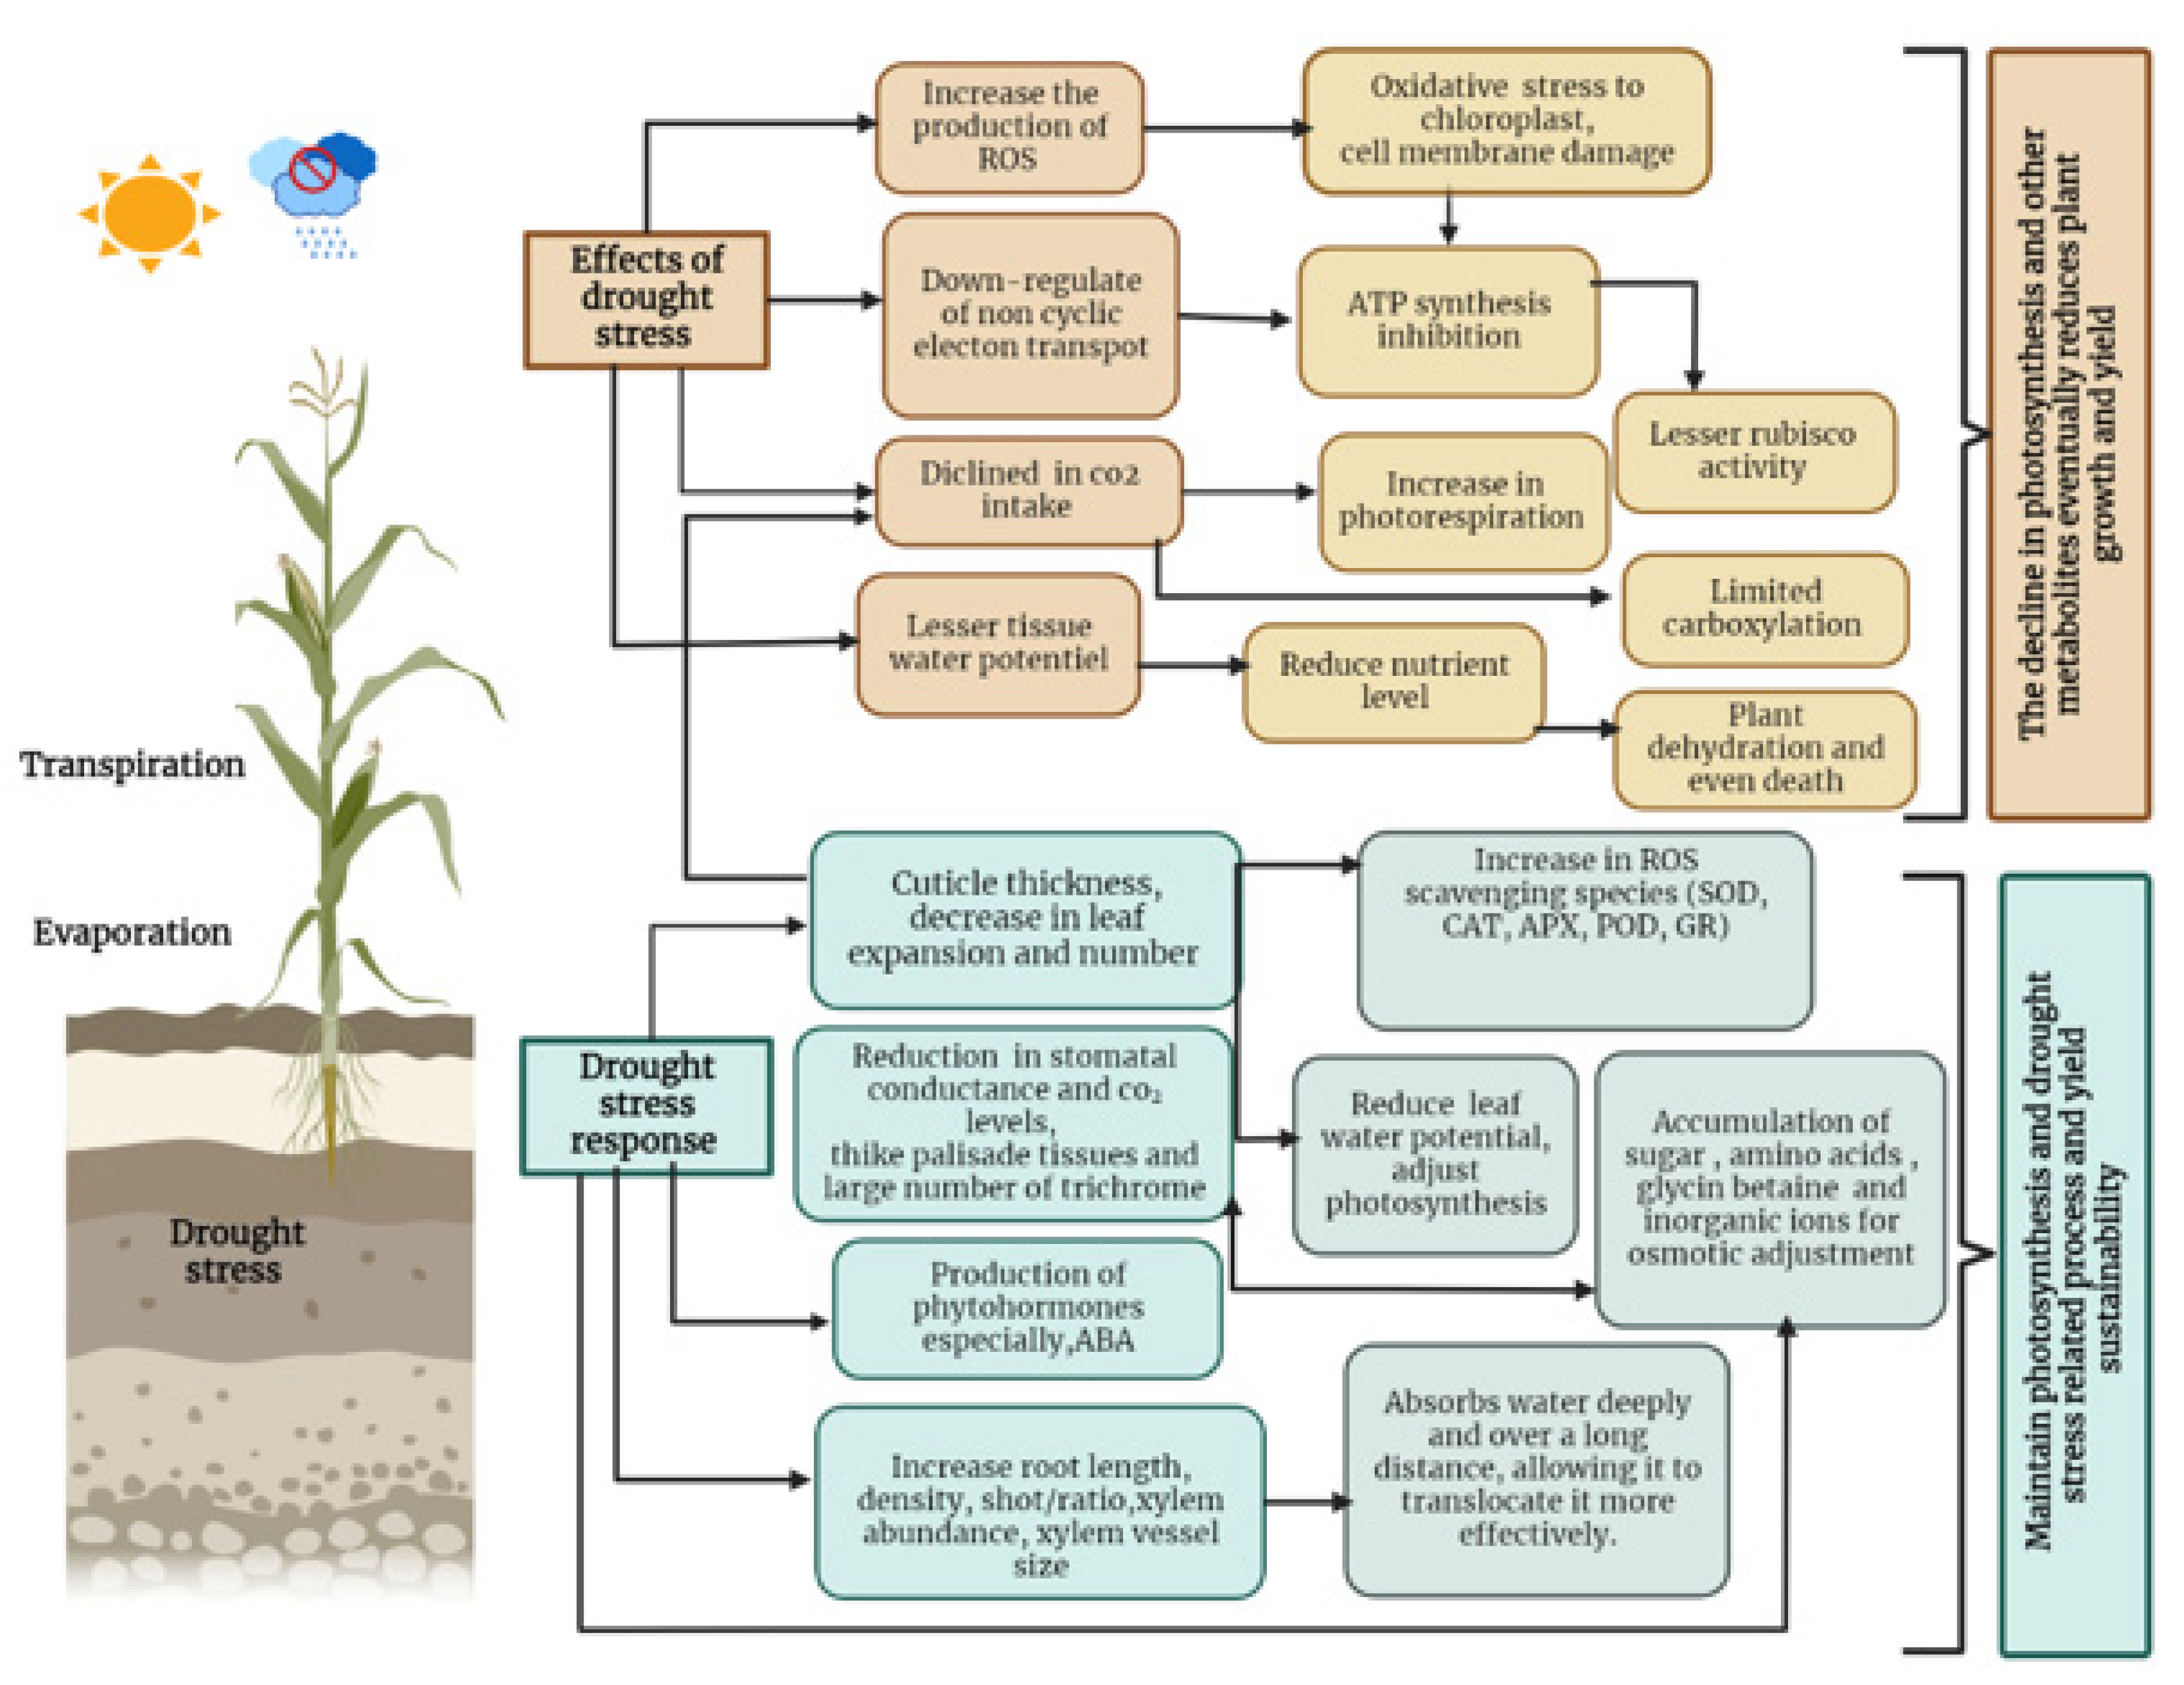 Increase the
production of
ROS
Oxidative stress to
chloroplast,
cell membrane damage
Effects of
drought
stress
Down-regulate
of non cyclic
electon transpot
ATP synthesis
inhibition
Lesser rubisco
activity
Diclined in co2
intake
Increase in
photorespiration
Limited
carboxylation
Lesser tissue
water potentiel
Reduce nutrient
level
Plant
dehydration and
even death
The decline in photosynthesis and other
metabolites eventually reduces plant
growth and yield
Transpiration
Evaporation
Drought
stress
Cuticle thickness,
decrease in leaf
expansion and number
Increase in ROS
scavenging species (SOD,
CAT, APX, POD, GR)
Drought
stress
response
Reduction in stomatal
conductance and co₂
levels,
thike palisade tissues and
large number of trichrome
Reduce leaf
water potential,
adjust
photosynthesis
Accumulation of
sugar , amino acids ,
glycin betaine and
inorganic ions for
osmotic adjustment
Production of
phytohormones
especially,ABA
Increase root length,
density, shot/ratio,xylem
abundance, xylem vessel
size
Absorbs water deeply
and over a long
distance, allowing it to
translocate it more
effectively.
Maintain photosynthesis and drought
stress related process and yield
sustainability